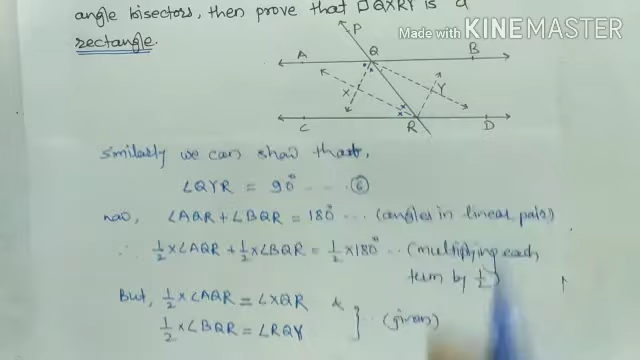 angle bisectors, then prove that □QXRY is a
rectangle.
Made with KINEMASTER
P
A Q B
X Y
C R D
similarly we can show that,
∠QYR = 90° ..... ⑥
now, ∠AQR + ∠BQR = 180° ... (angles in linear pair)
∴ 1/2 × ∠AQR + 1/2 × ∠BQR = 1/2 × 180° .. (multiplying each
term by 1/2)
But, 1/2 × ∠AQR = ∠XQR &
1/2 × ∠BQR = ∠RQY } .. (given)